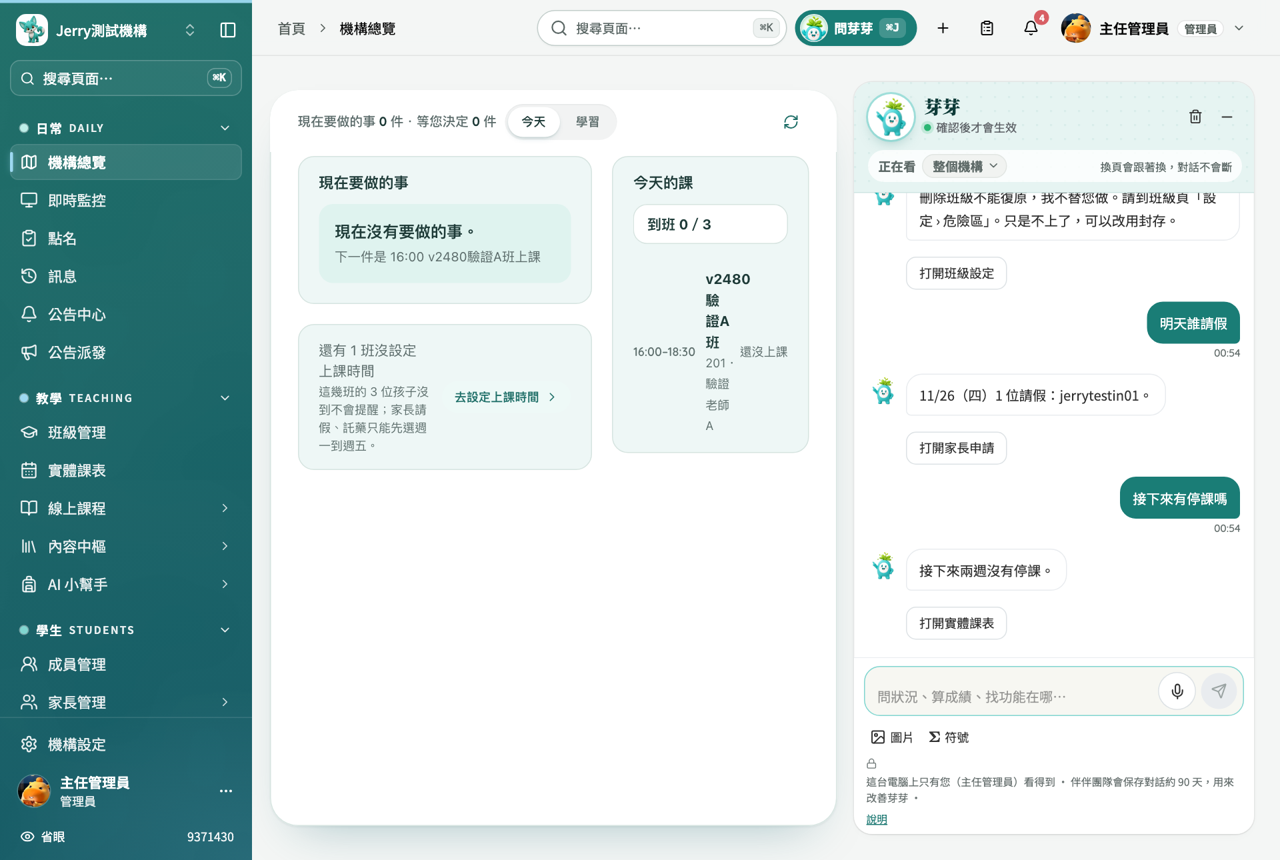 Jerry測試機構
搜尋頁面⋯
⌘K
日常 DAILY
機構總覽
即時監控
點名
訊息
公告中心
公告派發
教學 TEACHING
班級管理
實體課表
線上課程
內容中樞
AI 小幫手
學生 STUDENTS
成員管理
家長管理
機構設定
主任管理員
管理員
省眼
9371430
首頁
機構總覽
搜尋頁面⋯
⌘K
問芽芽
⌘J
4
主任管理員
管理員
現在要做的事 0 件 · 等您決定 0 件
今天
學習
現在要做的事
現在沒有要做的事。
下一件是 16:00 v2480驗證A班上課
還有 1 班沒設定
上課時間
這幾班的 3 位孩子沒
到不會提醒；家長請
假、託藥只能先選週
一到週五。
去設定上課時間
今天的課
到班 0 / 3
16:00–18:30
v2480
驗
證A
班
201 ·
驗證
老師
A
還沒上課
芽芽
確認後才會生效
正在看
整個機構
換頁會跟著換，對話不會斷
刪除班級不能復原，我不替您做。請到班級頁「設
定 › 危險區」。只是不上了，可以改用封存。
打開班級設定
明天誰請假
00:54
11/26（四）1 位請假：jerrytestin01。
打開家長申請
接下來有停課嗎
00:54
接下來兩週沒有停課。
打開實體課表
問狀況、算成績、找功能在哪⋯
圖片
符號
這台電腦上只有您（主任管理員）看得到 · 伴伴團隊會保存對話約 90 天，用來
改善芽芽 ·
說明